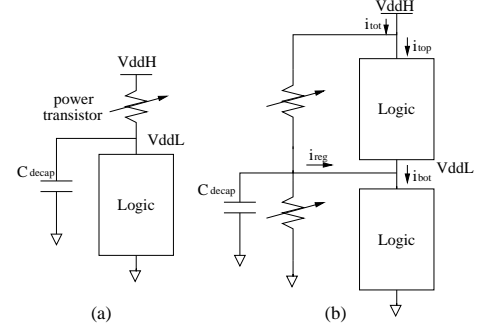 VddH
power
transistor
VddL
C decap
Logic
(a)
VddH
i tot
i top
Logic
i reg
VddL
i bot
C decap
Logic
(b)